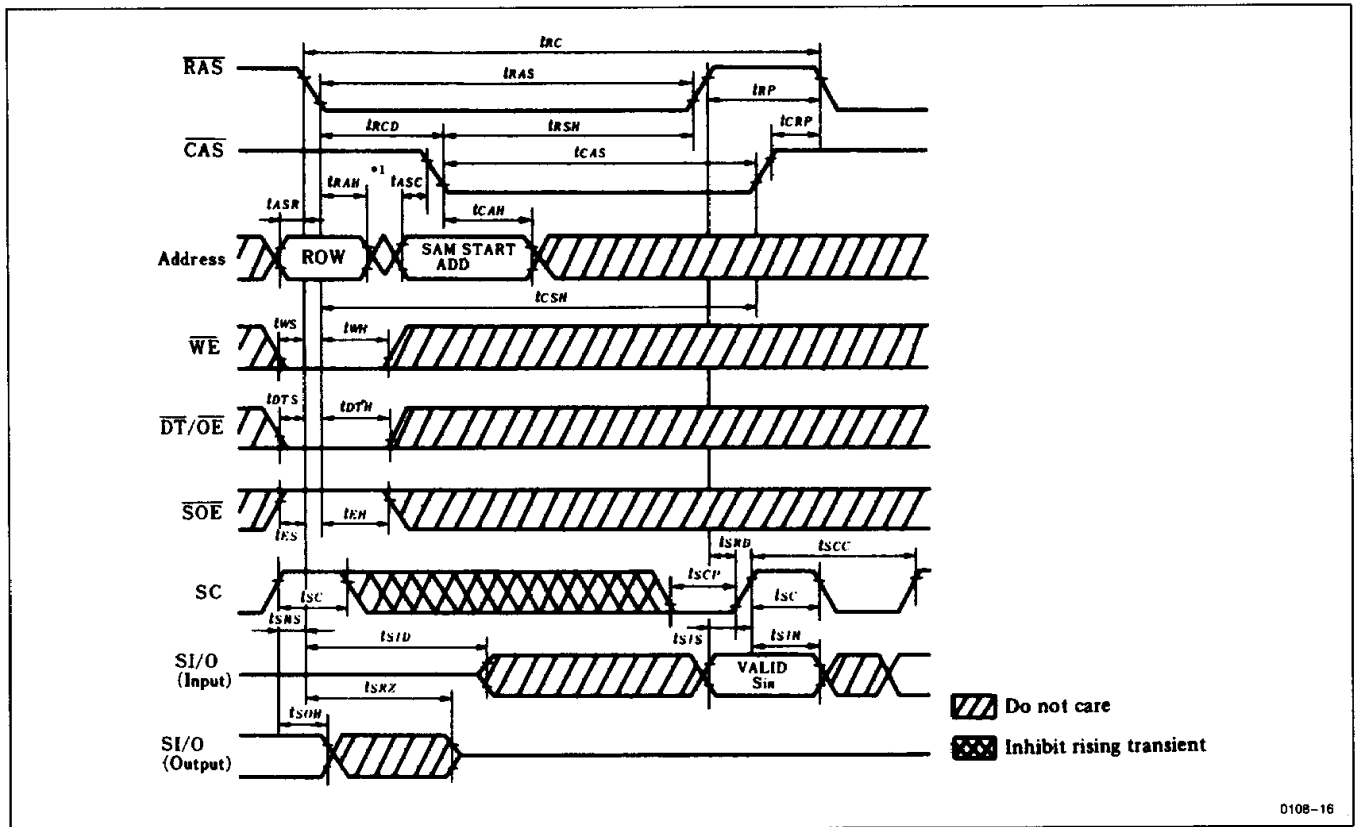 tRC
RAS
tRAS
tRP
tRCD
tRSH
tCRP
CAS
tCAS
*1
tRAH
tASC
tASR
tCAH
Address
ROW
SAM START
ADD
tCSH
tWS
tWH
WE
tDTS
tDTH
DT/OE
SOE
tES
tEH
tSRD
tSCC
SC
tSCP
tSC
tSC
tSRS
tSID
tSIS
tSIH
SI/O
(Input)
VALID
Sin
tSRZ
Do not care
tSOH
SI/O
(Output)
Inhibit rising transient
0108-16